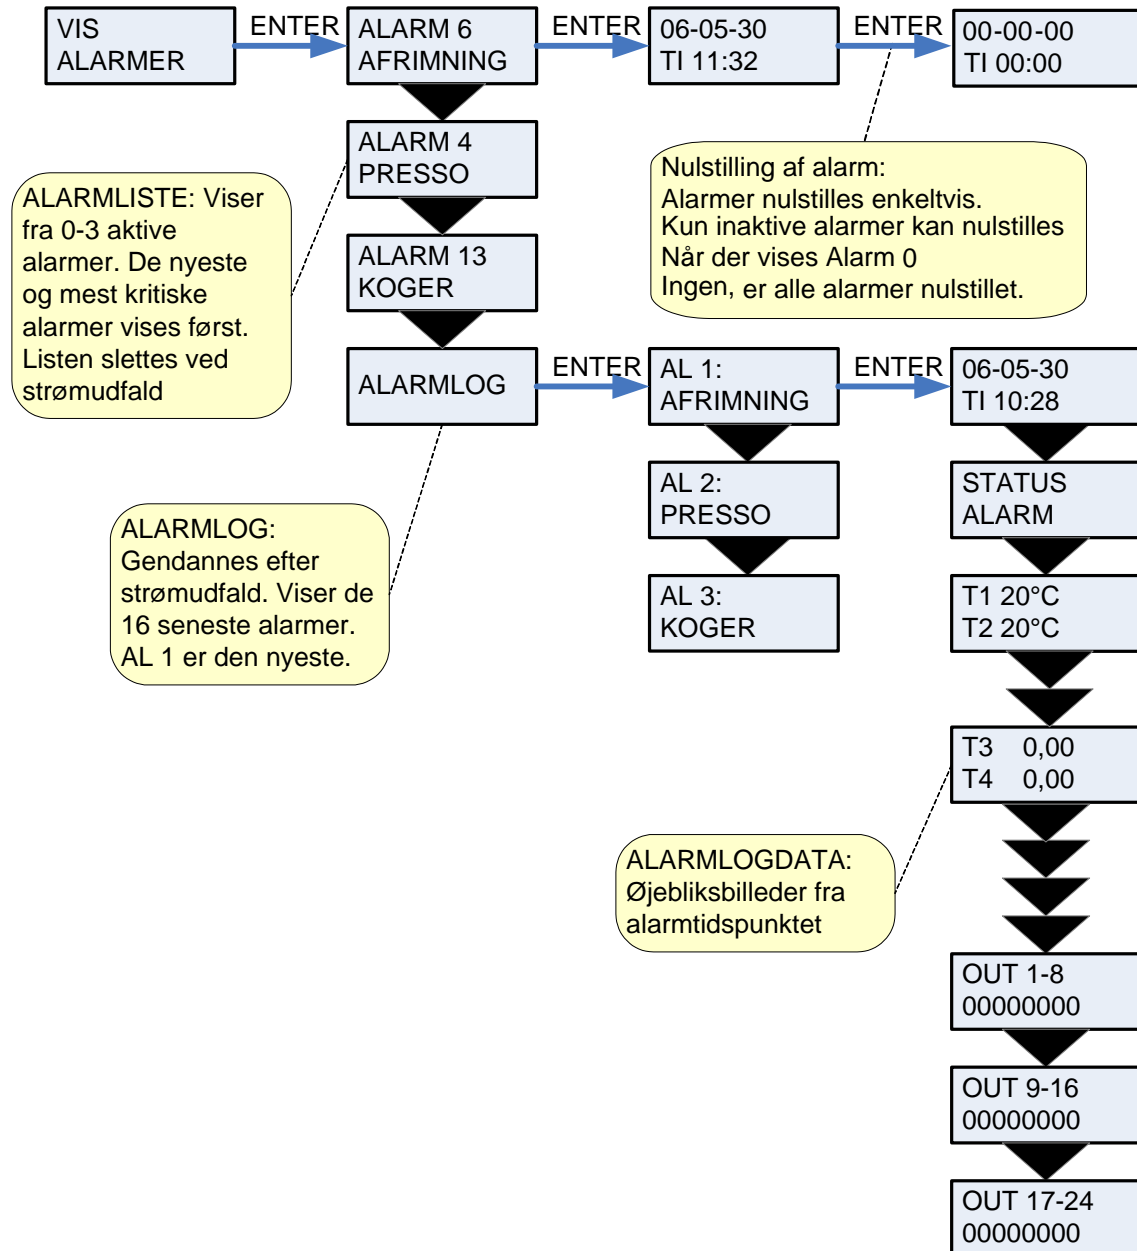 VIS
ALARMER
ENTER
ALARM 6
AFRIMNING
ENTER
06-05-30
TI 11:32
ENTER
00-00-00
TI 00:00
ALARM 4
PRESSO
ALARM 13
KOGER
ALARMLISTE: Viser
fra 0-3 aktive
alarmer. De nyeste
og mest kritiske
alarmer vises først.
Listen slettes ved
strømudfald
Nulstilling af alarm:
Alarmer nulstilles enkeltvis.
Kun inaktive alarmer kan nulstilles
Når der vises Alarm 0
Ingen, er alle alarmer nulstillet.
ALARMLOG
ENTER
AL 1:
AFRIMNING
ENTER
06-05-30
TI 10:28
AL 2:
PRESSO
AL 3:
KOGER
STATUS
ALARM
T1 20°C
T2 20°C
ALARMLOG:
Gendannes efter
strømudfald. Viser de
16 seneste alarmer.
AL 1 er den nyeste.
T3 0,00
T4 0,00
ALARMLOGDATA:
Øjebliksbilleder fra
alarmtidspunktet
OUT 1-8
00000000
OUT 9-16
00000000
OUT 17-24
00000000